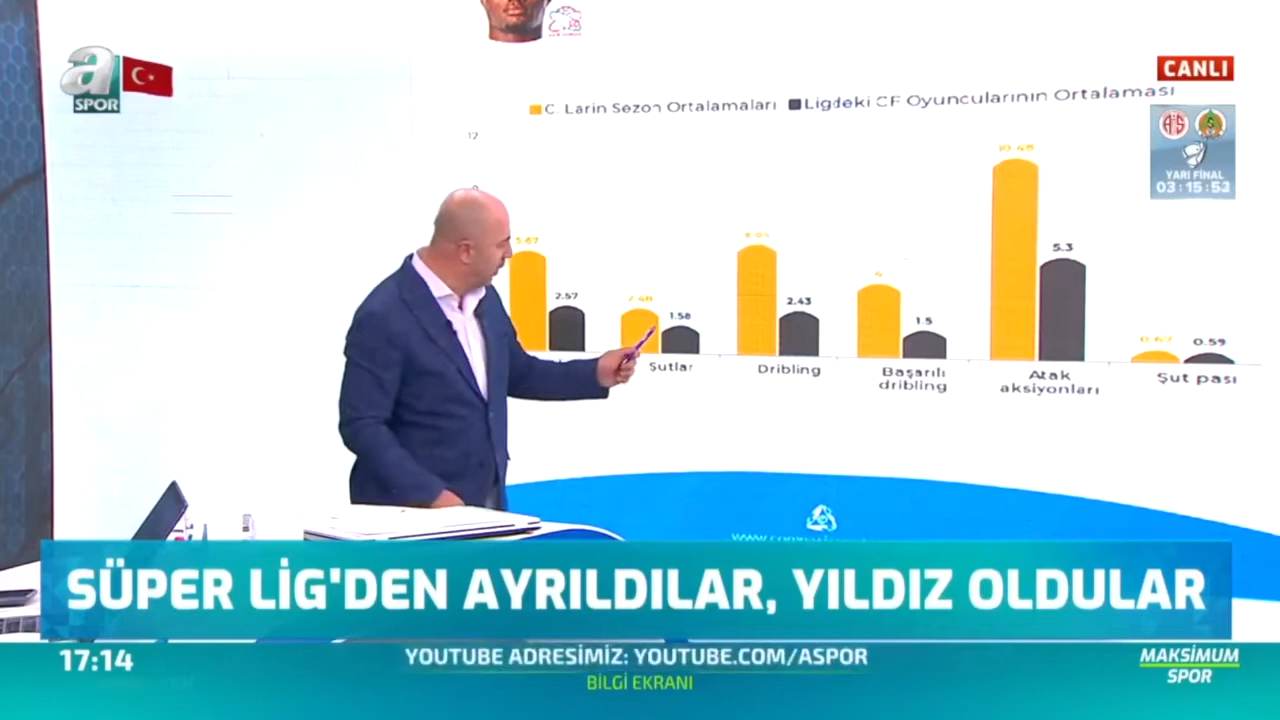 a
SPOR
CANLI
C. Larin Sezon Ortalamaları
Ligdeki CF Oyuncularının Ortalaması
12
YARI FİNAL
03:15:53
5.67
2.57
2.48
1.58
2.43
4
1.5
10.48
5.3
0.67
0.59
Şutlar
Dribling
Başarılı
dribling
Atak
aksiyonları
Şut pası
SÜPER LİG'DEN AYRILDILAR, YILDIZ OLDULAR
17:14
YOUTUBE ADRESİMİZ: YOUTUBE.COM/ASPOR
BİLGİ EKRANI
MAKSİMUM
SPOR